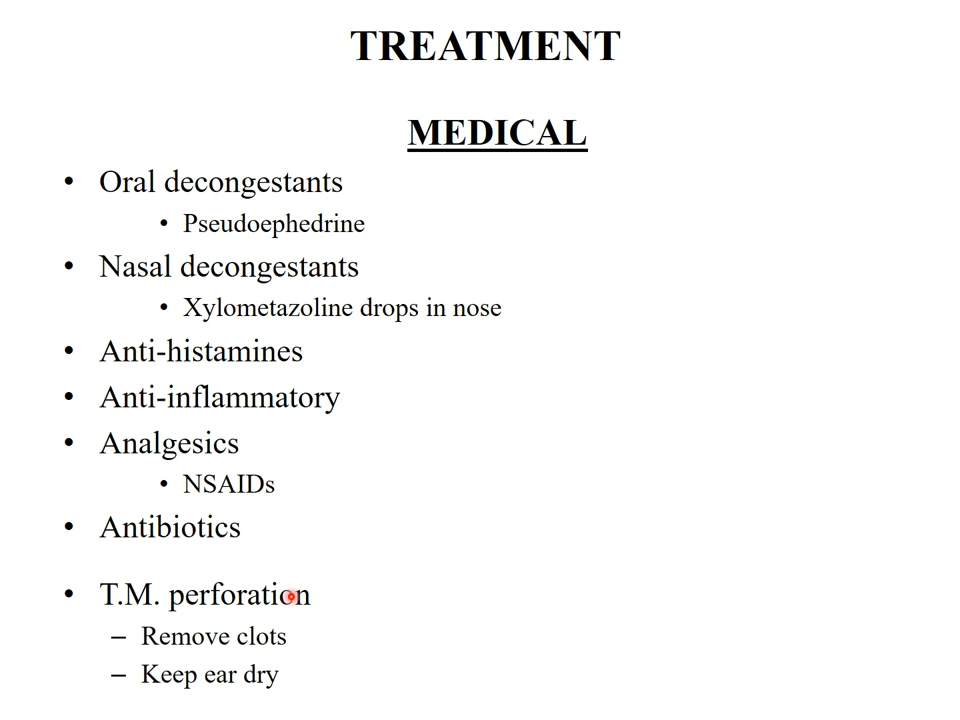 TREATMENT
MEDICAL
• Oral decongestants
• Pseudoephedrine
• Nasal decongestants
• Xylometazoline drops in nose
• Anti-histamines
• Anti-inflammatory
• Analgesics
• NSAIDs
• Antibiotics
• T.M. perforation
– Remove clots
– Keep ear dry